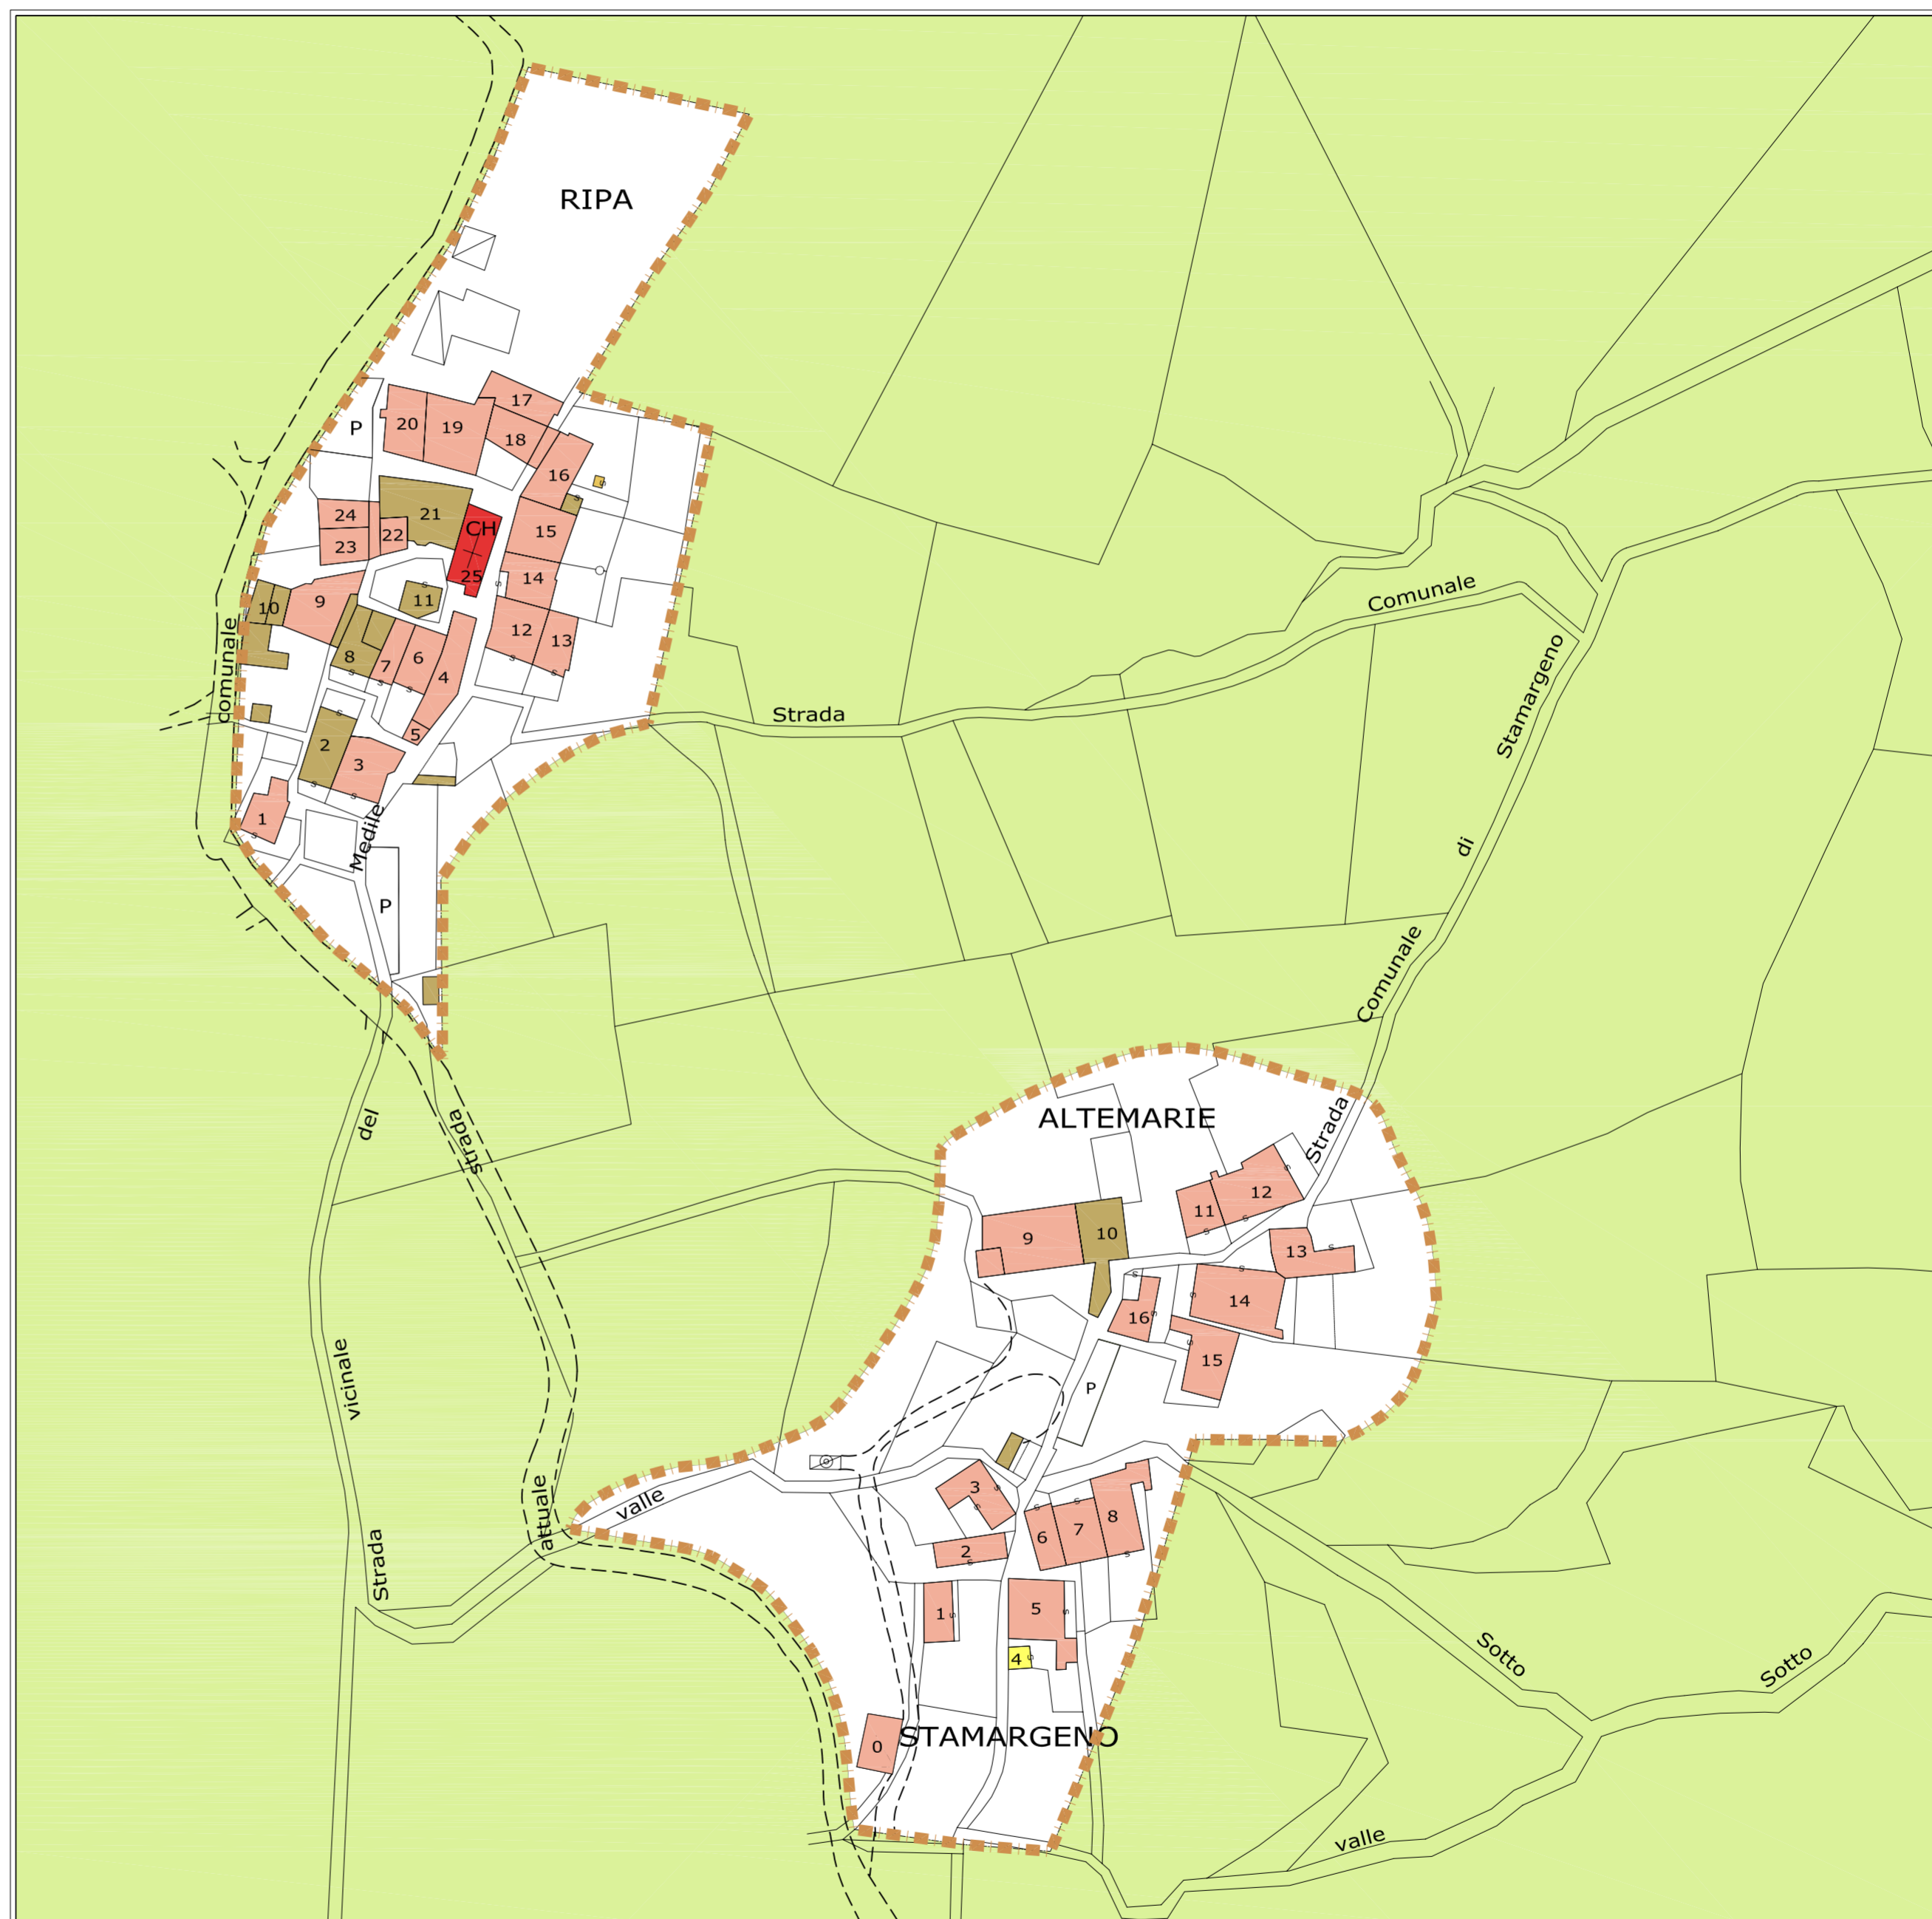 RIPA
17
20
19
P
18
16
s
s
24
21
CH
15
22
23
25
14
s
s
10
9
11
12
13
8
7
6
4
s
s
s
s
s
comunale
s
5
2
3
s
s
1
s
Medile
P
Strada
Comunale
Stamargeno
di
Comunale
Strada
del
strada
vicinale
Strada
attuale
valle
ALTEMARIE
12
s
11
s
s
9
10
13
s
s
14
s
s
16
s
s
15
P
3
s
s
6
s
7
s
8
s
2
s
1
s
5
s
4
s
0
STAMARGENO
Sotto
Sotto
valle